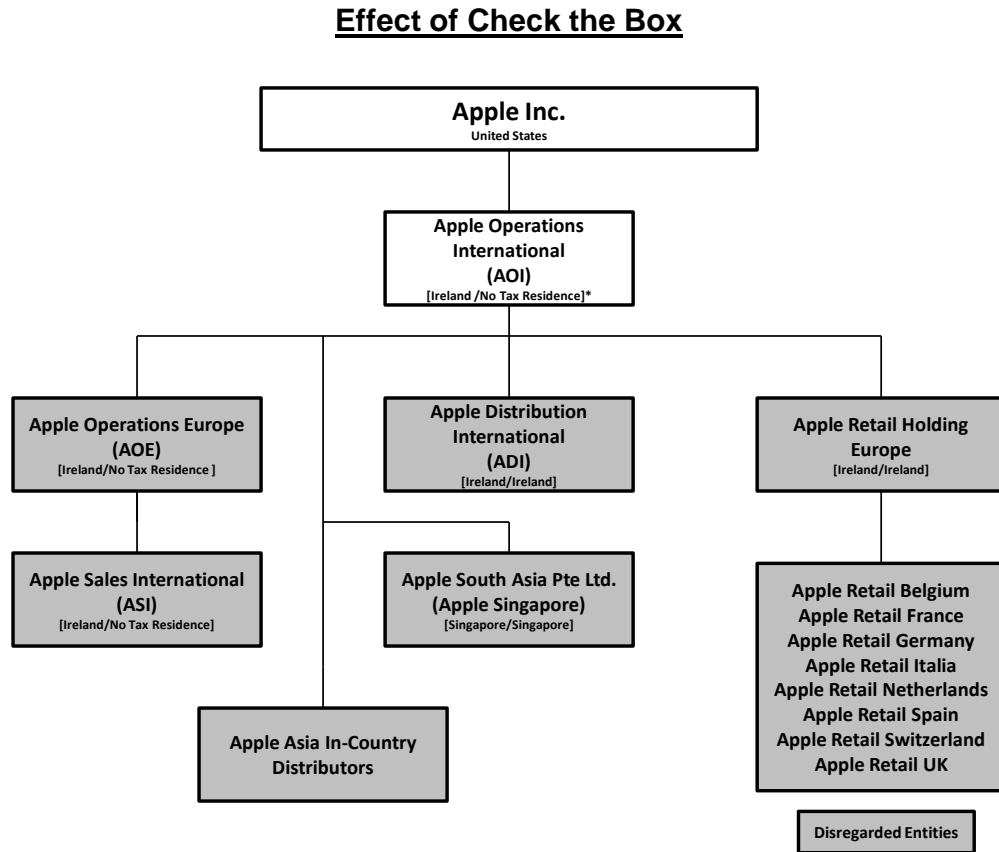 Effect of Check the Box
Apple Inc.
United States
Apple Operations
International
(AOI)
[Ireland /No Tax Residence]*
Apple Operations Europe
(AOE)
[Ireland/No Tax Residence ]
Apple Distribution
International
(ADI)
[Ireland/Ireland]
Apple Retail Holding
Europe
[Ireland/Ireland]
Apple Sales International
(ASI)
[Ireland/No Tax Residence]
Apple South Asia Pte Ltd.
(Apple Singapore)
[Singapore/Singapore]
Apple Retail Belgium
Apple Retail France
Apple Retail Germany
Apple Retail Italia
Apple Retail Netherlands
Apple Retail Spain
Apple Retail Switzerland
Apple Retail UK
Apple Asia In-Country
Distributors
Disregarded Entities